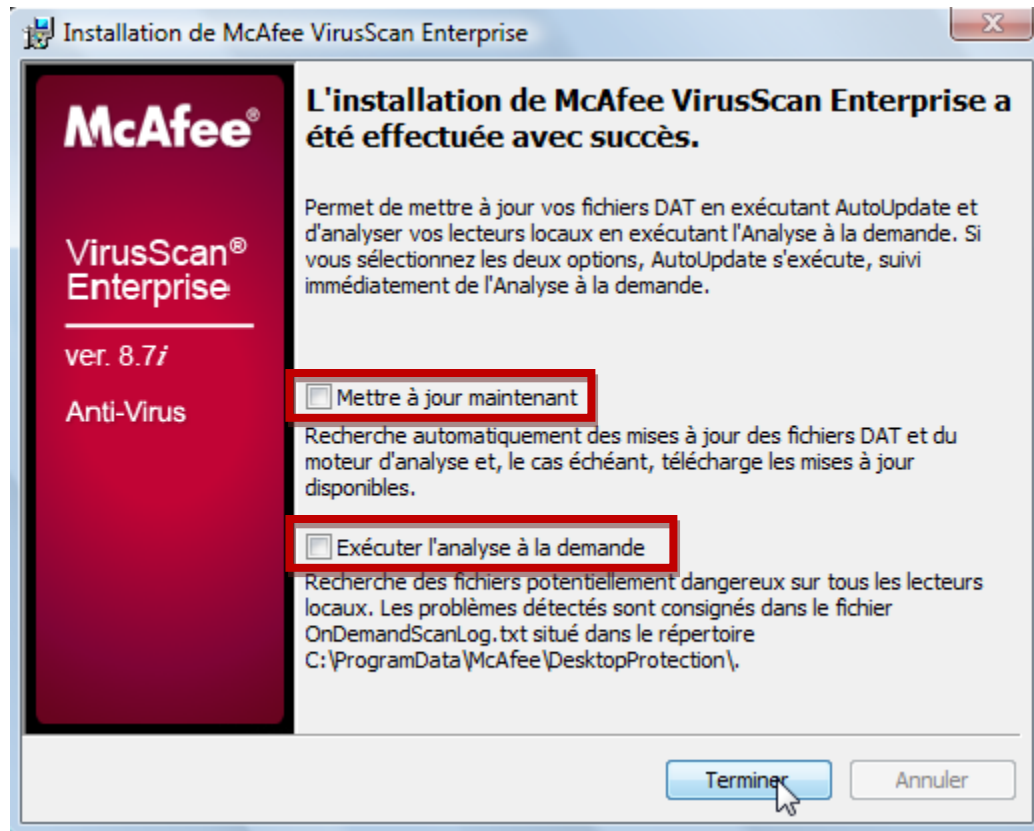 Installation de McAfee VirusScan Enterprise
McAfee®
VirusScan®
Enterprise
ver. 8.7i
Anti-Virus
L'installation de McAfee VirusScan Enterprise a
été effectuée avec succès.
Permet de mettre à jour vos fichiers DAT en exécutant AutoUpdate et
d'analyser vos lecteurs locaux en exécutant l'Analyse à la demande. Si
vous sélectionnez les deux options, AutoUpdate s'exécute, suivi
immédiatement de l'Analyse à la demande.
Mettre à jour maintenant
Recherche automatiquement des mises à jour des fichiers DAT et du
moteur d'analyse et, le cas échéant, télécharge les mises à jour
disponibles.
Exécuter l'analyse à la demande
Recherche des fichiers potentiellement dangereux sur tous les lecteurs
locaux. Les problèmes détectés sont consignés dans le fichier
OnDemandScanLog.txt situé dans le répertoire
C:\ProgramData\McAfee\DesktopProtection\.
Terminer
Annuler